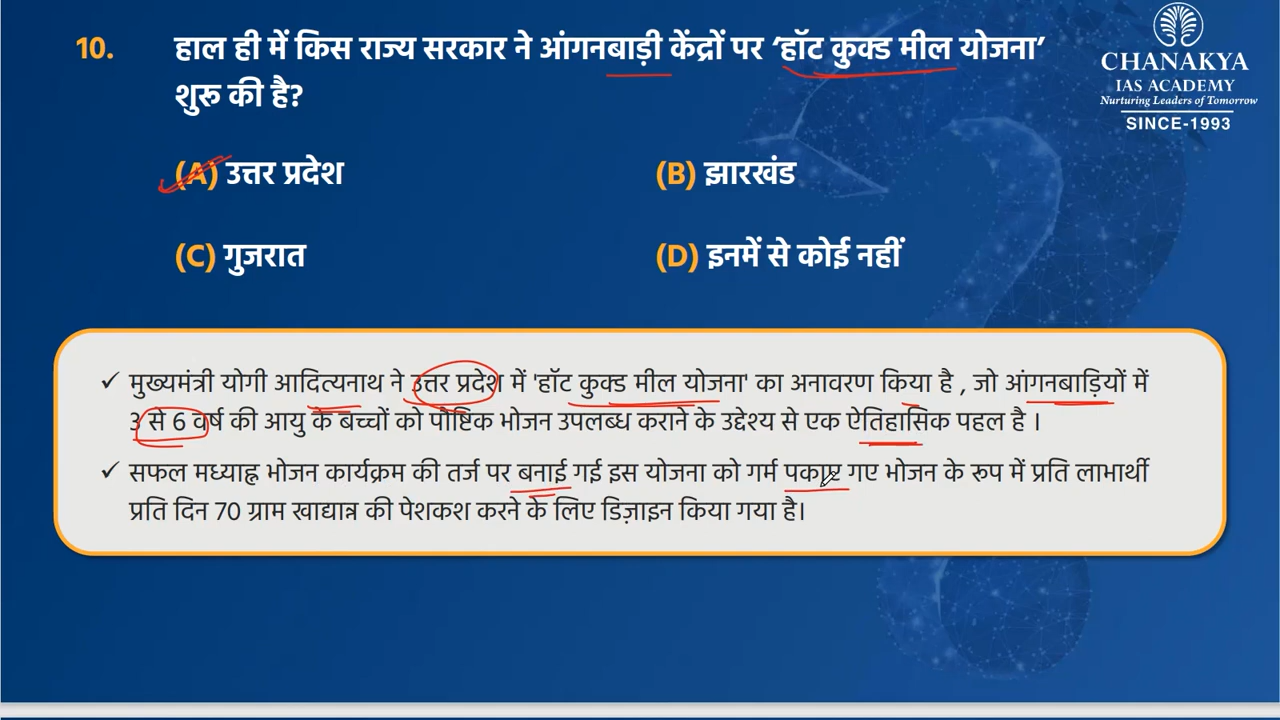 10. हाल ही में किस राज्य सरकार ने आंगनबाड़ी केंद्रों पर ‘हॉट कुक्ड मील योजना’
शुरू की है?
CHANAKYA
IAS ACADEMY
Nurturing Leaders of Tomorrow
SINCE-1993
(A) उत्तर प्रदेश
(B) झारखंड
(C) गुजरात
(D) इनमें से कोई नहीं
✓ मुख्यमंत्री योगी आदित्यनाथ ने उत्तर प्रदेश में 'हॉट कुक्ड मील योजना' का अनावरण किया है , जो आंगनबाड़ियों में
3 से 6 वर्ष की आयु के बच्चों को पौष्टिक भोजन उपलब्ध कराने के उद्देश्य से एक ऐतिहासिक पहल है ।
✓ सफल मध्याह्न भोजन कार्यक्रम की तर्ज पर बनाई गई इस योजना को गर्म पकाए गए भोजन के रूप में प्रति लाभार्थी
प्रति दिन 70 ग्राम खाद्यान्न की पेशकश करने के लिए डिज़ाइन किया गया है।